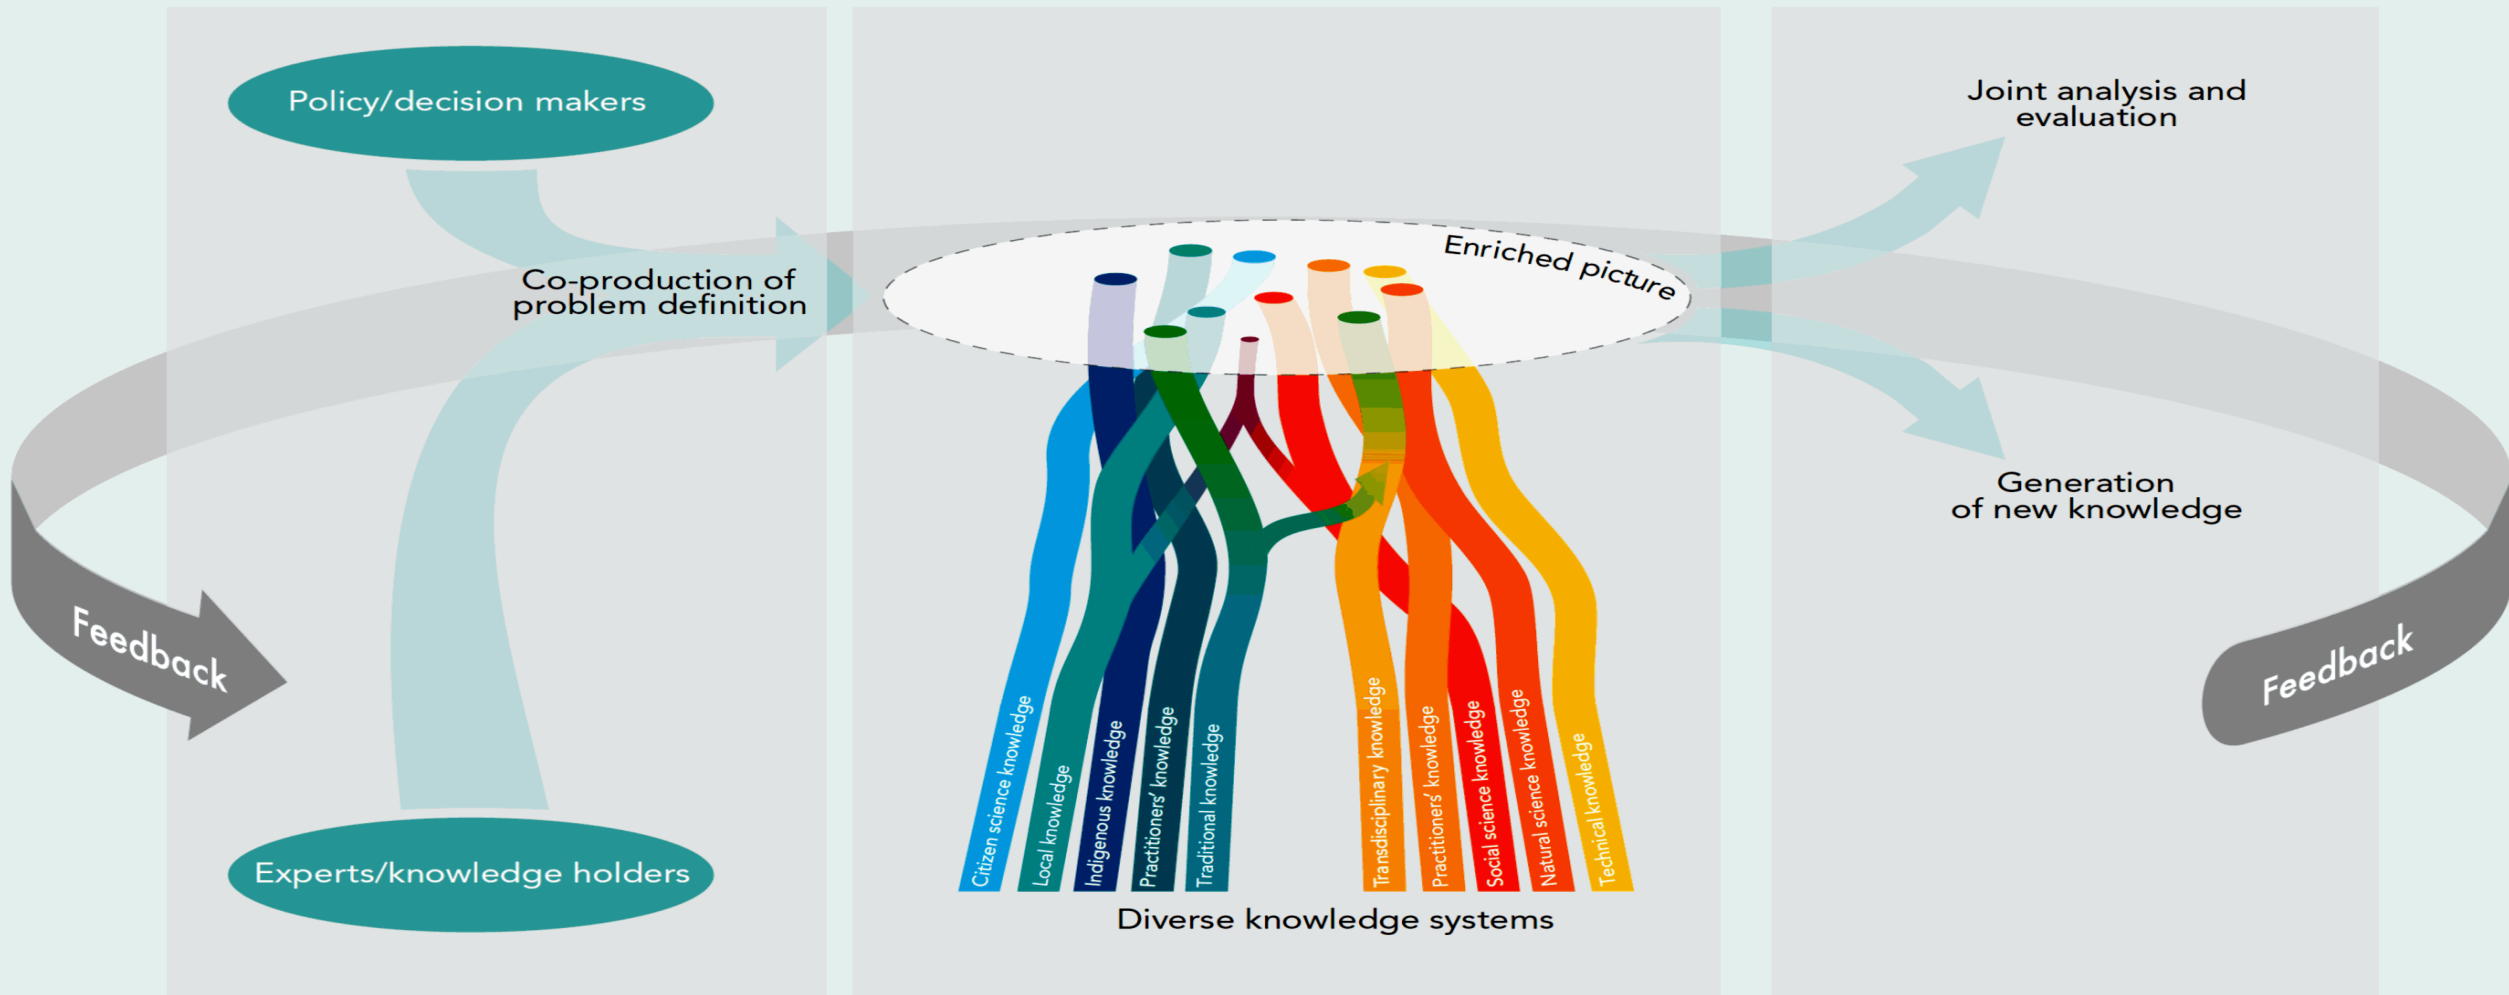 Policy/decision makers
Co-production of
problem definition
Experts/knowledge holders
Feedback
Enriched picture
Citizen science knowledge
Local knowledge
Indigenous knowledge
Practitioners’ knowledge
Traditional knowledge
Transdisciplinary knowledge
Practitioners’ knowledge
Social science knowledge
Natural science knowledge
Technical knowledge
Diverse knowledge systems
Joint analysis and
evaluation
Generation
of new knowledge
Feedback